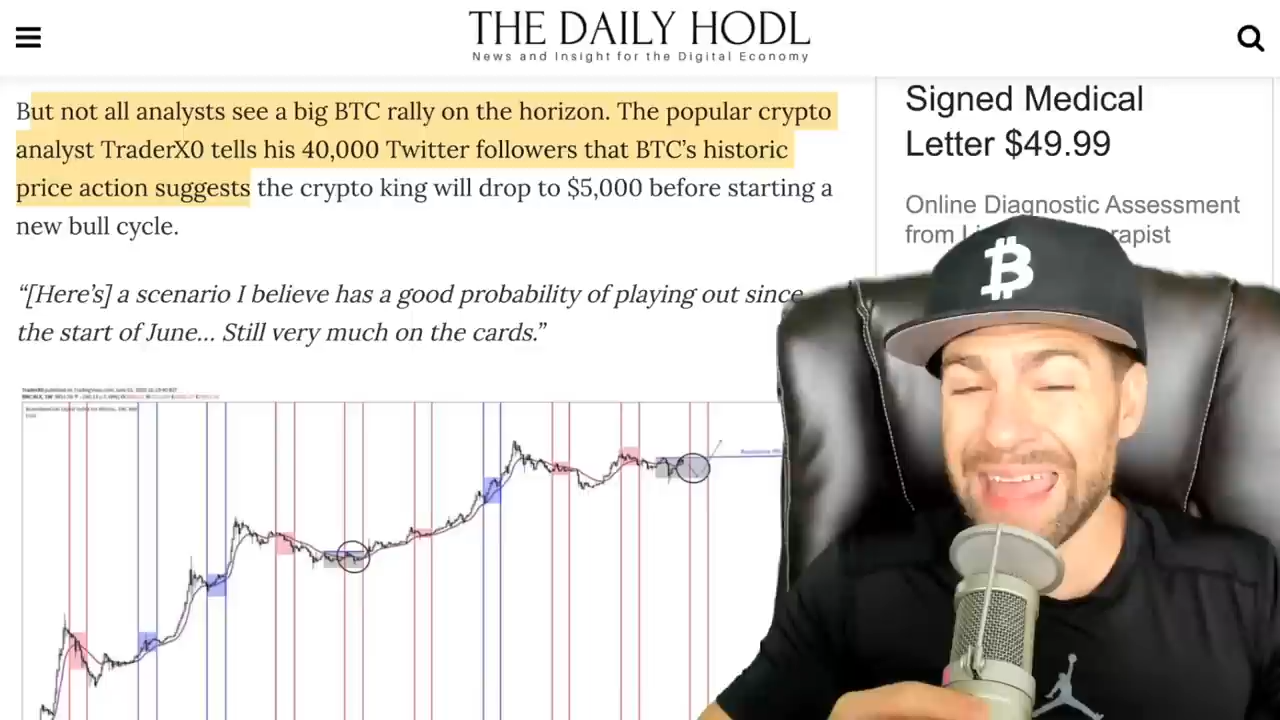 THE DAILY HODL
News and Insight for the Digital Economy
But not all analysts see a big BTC rally on the horizon. The popular crypto
analyst TraderX0 tells his 40,000 Twitter followers that BTC’s historic
price action suggests the crypto king will drop to $5,000 before starting a
new bull cycle.
“[Here’s] a scenario I believe has a good probability of playing out since
the start of June... Still very much on the cards.”
Signed Medical
Letter $49.99
Online Diagnostic Assessment
from